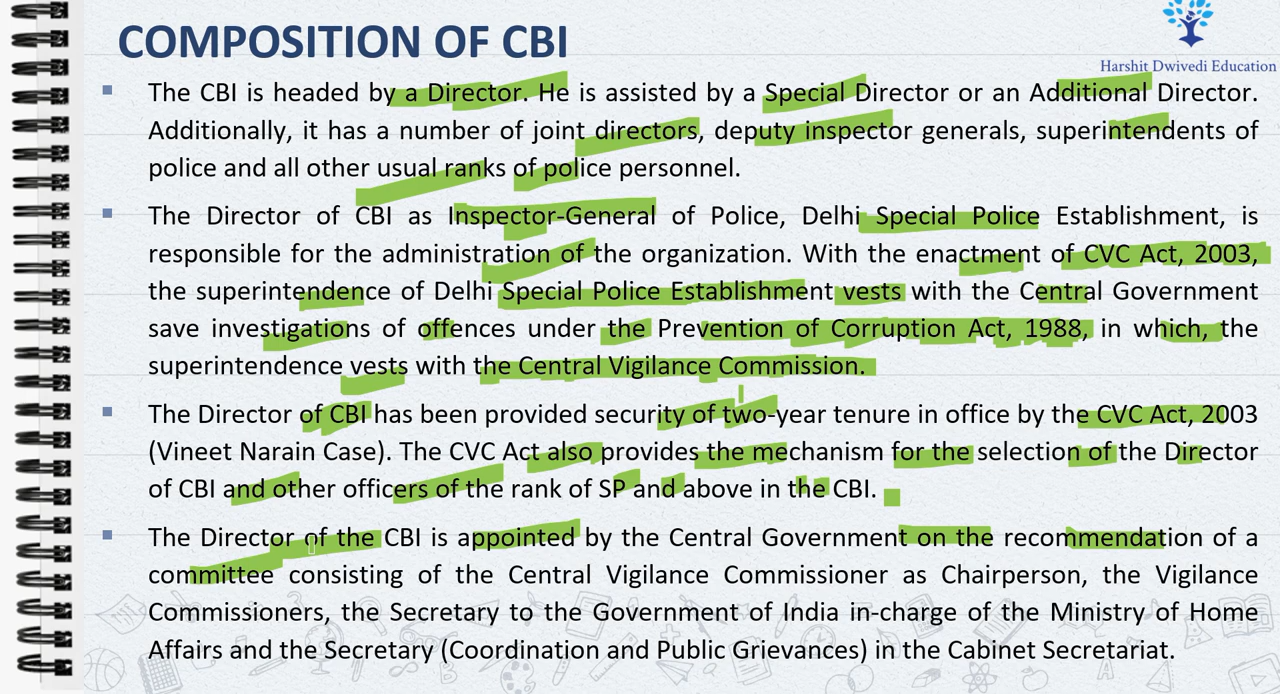 COMPOSITION OF CBI
Harshit Dwivedi Education
The CBI is headed by a Director. He is assisted by a Special Director or an Additional Director.
Additionally, it has a number of joint directors, deputy inspector generals, superintendents of
police and all other usual ranks of police personnel.
The Director of CBI as Inspector-General of Police, Delhi Special Police Establishment, is
responsible for the administration of the organization. With the enactment of CVC Act, 2003,
the superintendence of Delhi Special Police Establishment vests with the Central Government
save investigations of offences under the Prevention of Corruption Act, 1988, in which, the
superintendence vests with the Central Vigilance Commission.
The Director of CBI has been provided security of two-year tenure in office by the CVC Act, 2003
(Vineet Narain Case). The CVC Act also provides the mechanism for the selection of the Director
of CBI and other officers of the rank of SP and above in the CBI.
The Director of the CBI is appointed by the Central Government on the recommendation of a
committee consisting of the Central Vigilance Commissioner as Chairperson, the Vigilance
Commissioners, the Secretary to the Government of India in-charge of the Ministry of Home
Affairs and the Secretary (Coordination and Public Grievances) in the Cabinet Secretariat.